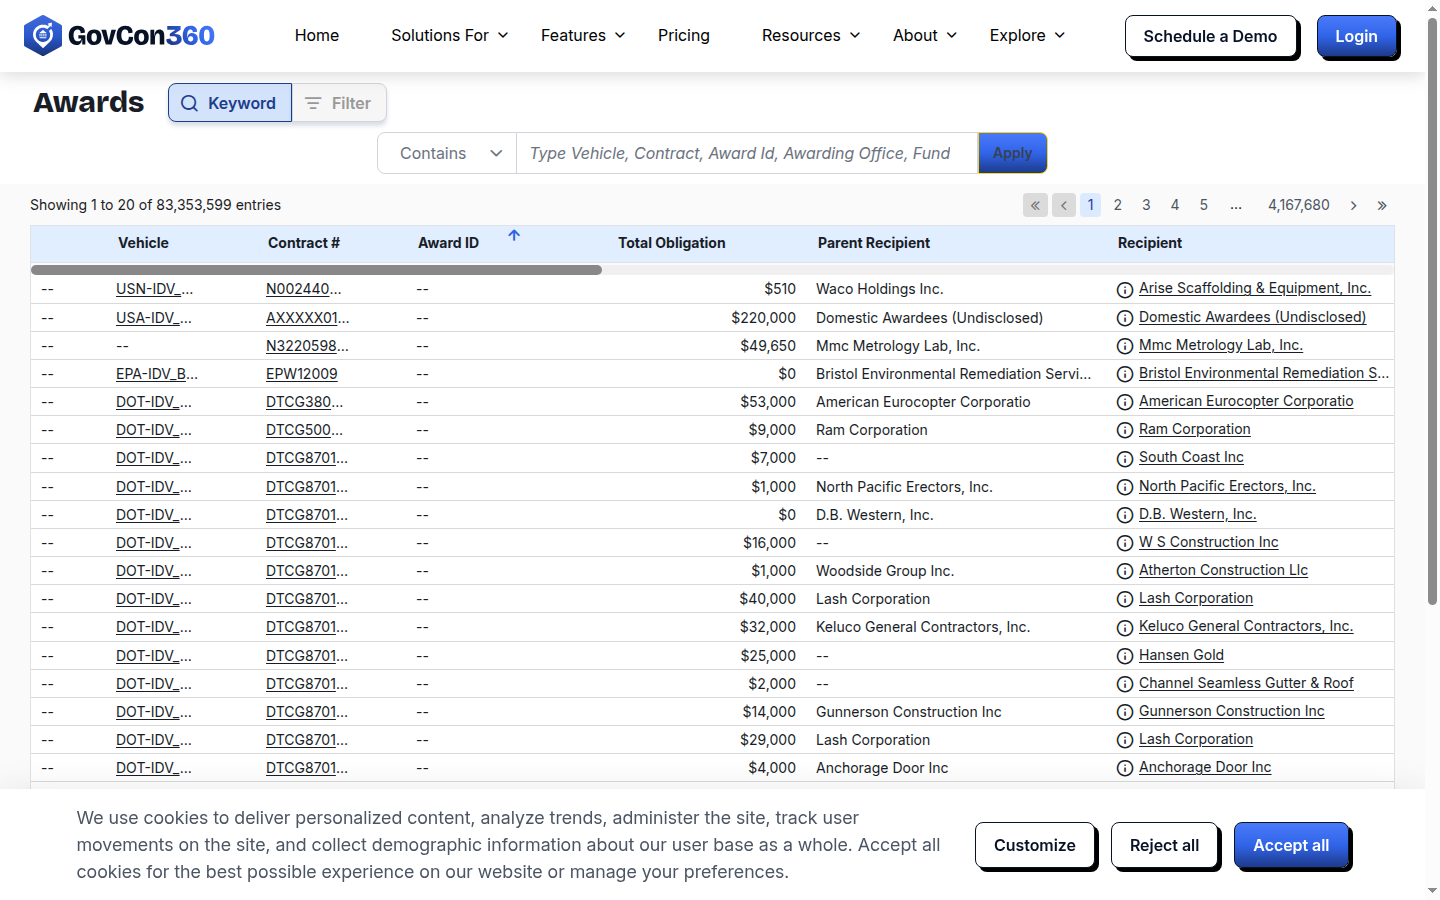 GovCon360
Home
Solutions For
Features
Pricing
Resources
About
Explore
Schedule a Demo
Login
Awards
Keyword
Filter
Contains
Type Vehicle, Contract, Award Id, Awarding Office, Fund
Apply
Showing 1 to 20 of 83,353,599 entries
« ‹ 1 2 3 4 5 ... 4,167,680 › »
Vehicle Contract # Award ID Total Obligation Parent Recipient Recipient
-- USN-IDV_... N002440... -- $510 Waco Holdings Inc. Arise Scaffolding & Equipment, Inc.
-- USA-IDV_... AXXXXX01... -- $220,000 Domestic Awardees (Undisclosed) Domestic Awardees (Undisclosed)
-- -- N3220598... -- $49,650 Mmc Metrology Lab, Inc. Mmc Metrology Lab, Inc.
-- EPA-IDV_B... EPW12009 -- $0 Bristol Environmental Remediation Servi... Bristol Environmental Remediation S...
-- DOT-IDV_... DTCG380... -- $53,000 American Eurocopter Corporatio American Eurocopter Corporatio
-- DOT-IDV_... DTCG500... -- $9,000 Ram Corporation Ram Corporation
-- DOT-IDV_... DTCG8701... -- $7,000 -- South Coast Inc
-- DOT-IDV_... DTCG8701... -- $1,000 North Pacific Erectors, Inc. North Pacific Erectors, Inc.
-- DOT-IDV_... DTCG8701... -- $0 D.B. Western, Inc. D.B. Western, Inc.
-- DOT-IDV_... DTCG8701... -- $16,000 -- W S Construction Inc
-- DOT-IDV_... DTCG8701... -- $1,000 Woodside Group Inc. Atherton Construction Llc
-- DOT-IDV_... DTCG8701... -- $40,000 Lash Corporation Lash Corporation
-- DOT-IDV_... DTCG8701... -- $32,000 Keluco General Contractors, Inc. Keluco General Contractors, Inc.
-- DOT-IDV_... DTCG8701... -- $25,000 -- Hansen Gold
-- DOT-IDV_... DTCG8701... -- $2,000 -- Channel Seamless Gutter & Roof
-- DOT-IDV_... DTCG8701... -- $14,000 Gunnerson Construction Inc Gunnerson Construction Inc
-- DOT-IDV_... DTCG8701... -- $29,000 Lash Corporation Lash Corporation
-- DOT-IDV_... DTCG8701... -- $4,000 Anchorage Door Inc Anchorage Door Inc
We use cookies to deliver personalized content, analyze trends, administer the site, track user
movements on the site, and collect demographic information about our user base as a whole. Accept all
cookies for the best possible experience on our website or manage your preferences.
Customize
Reject all
Accept all